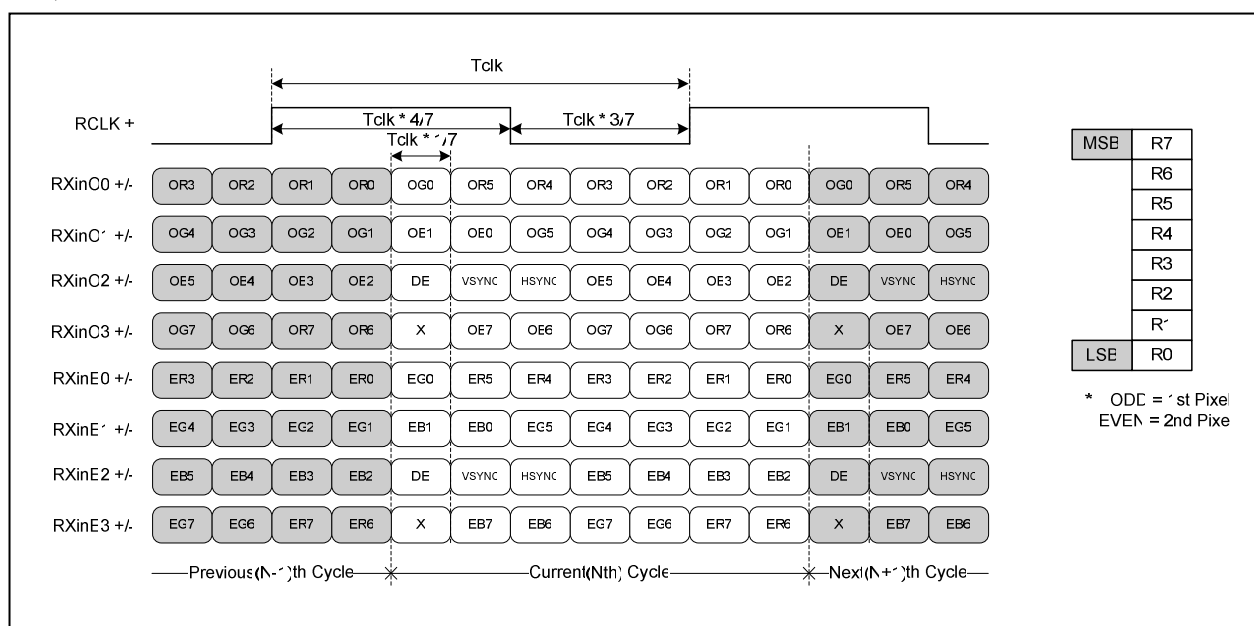 Tclk
RCLK +
Tclk * 4/7
Tclk * 3/7
Tclk * 1/7
RXinO0 +/- OR3 OR2 OR1 OR0 OG0 OR5 OR4 OR3 OR2 OR1 OR0 OG0 OR5 OR4
RXinO1 +/- OG4 OG3 OG2 OG1 OE1 OE0 OG5 OG4 OG3 OG2 OG1 OE1 OE0 OG5
RXinO2 +/- OE5 OE4 OE3 OE2 DE VSYNC HSYNC OE5 OE4 OE3 OE2 DE VSYNC HSYNC
RXinO3 +/- OG7 OG6 OR7 OR6 X OE7 OE6 OG7 OG6 OR7 OR6 X OE7 OE6
RXinE0 +/- ER3 ER2 ER1 ER0 EG0 ER5 ER4 ER3 ER2 ER1 ER0 EG0 ER5 ER4
RXinE1 +/- EG4 EG3 EG2 EG1 EB1 EB0 EG5 EG4 EG3 EG2 EG1 EB1 EB0 EG5
RXinE2 +/- EB5 EB4 EB3 EB2 DE VSYNC HSYNC EB5 EB4 EB3 EB2 DE VSYNC HSYNC
RXinE3 +/- EG7 EG6 ER7 ER6 X EB7 EB6 EG7 EG6 ER7 ER6 X EB7 EB6
Previous(N-1)th Cycle Current(Nth) Cycle Next(N+1)th Cycle
MSB R7
R6
R5
R4
R3
R2
R1
LSB R0
* ODD = 1st Pixel
EVEN = 2nd Pixel